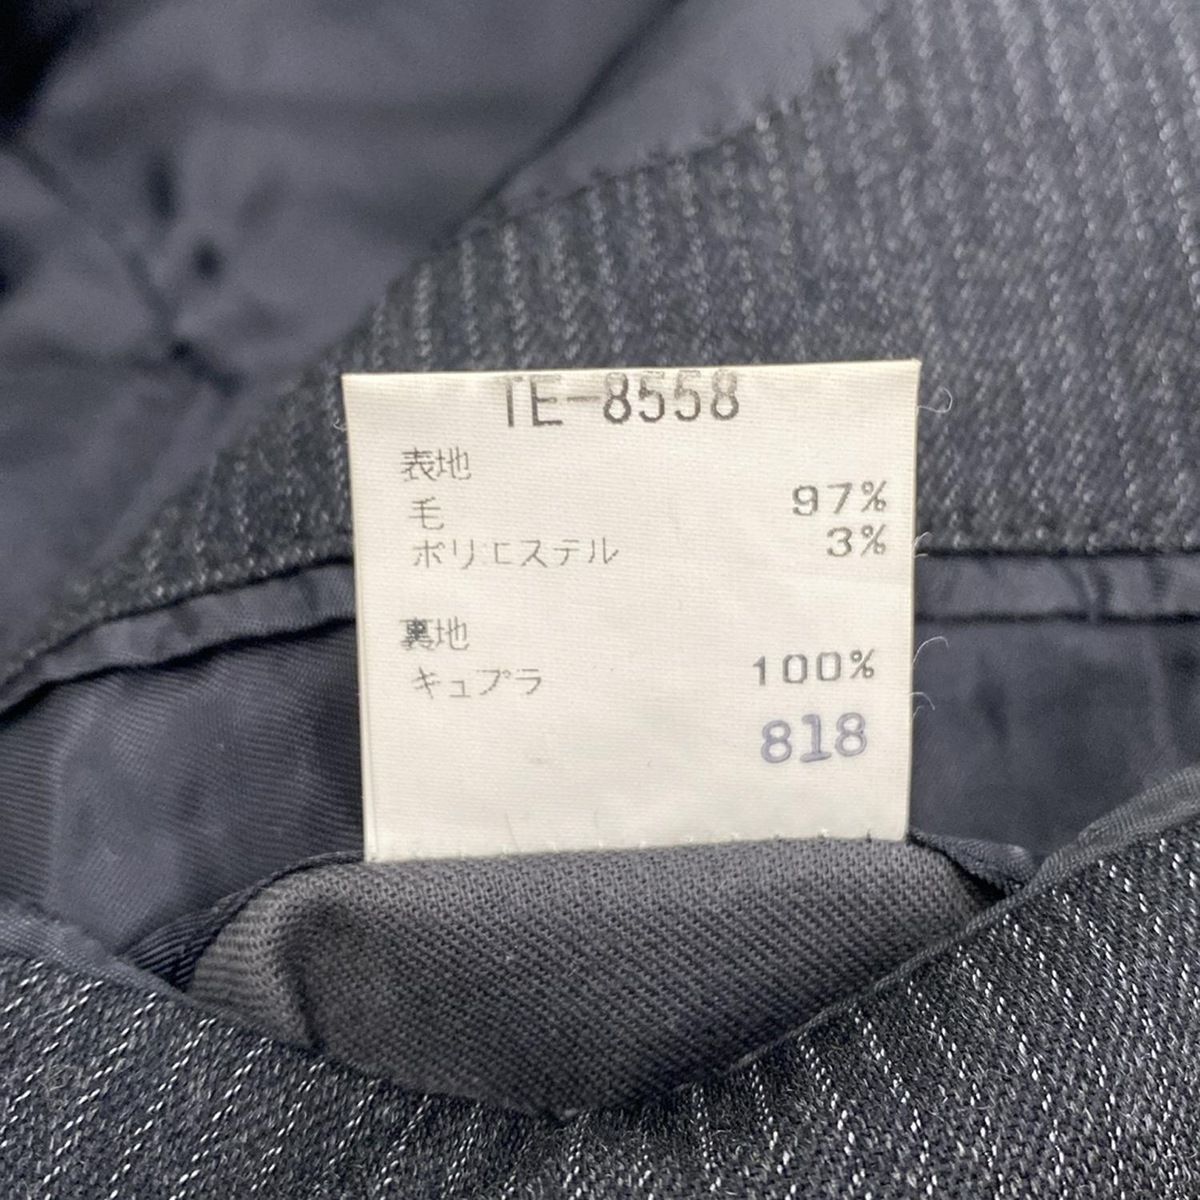 TE-8558
表地
毛 97%
ポリエステル 3%
裏地
キュプラ 100%
818